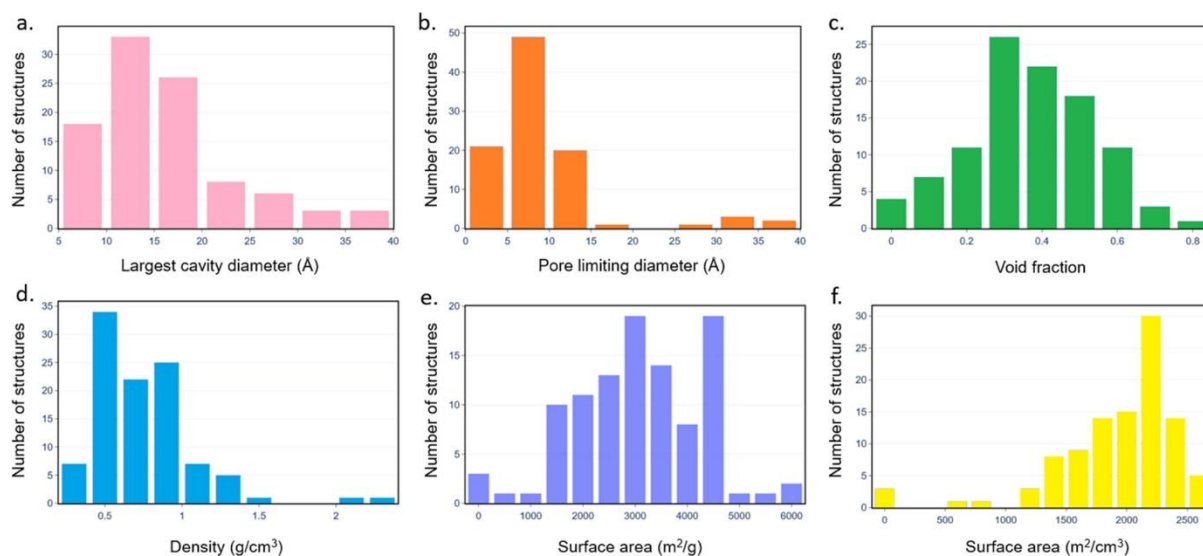 a.
Number of structures
30
25
20
15
10
5
0
5 10 15 20 25 30 35 40
Largest cavity diameter (Å)
b.
Number of structures
50
40
30
20
10
0
0 5 10 15 20 25 30 35 40
Pore limiting diameter (Å)
c.
Number of structures
25
20
15
10
5
0
0 0.2 0.4 0.6 0.8
Void fraction
d.
Number of structures
35
30
25
20
15
10
5
0
0.5 1 1.5 2
Density (g/cm³)
e.
Number of structures
20
15
10
5
0
0 1000 2000 3000 4000 5000 6000
Surface area (m²/g)
f.
Number of structures
30
25
20
15
10
5
0
0 500 1000 1500 2000 2500
Surface area (m²/cm³)